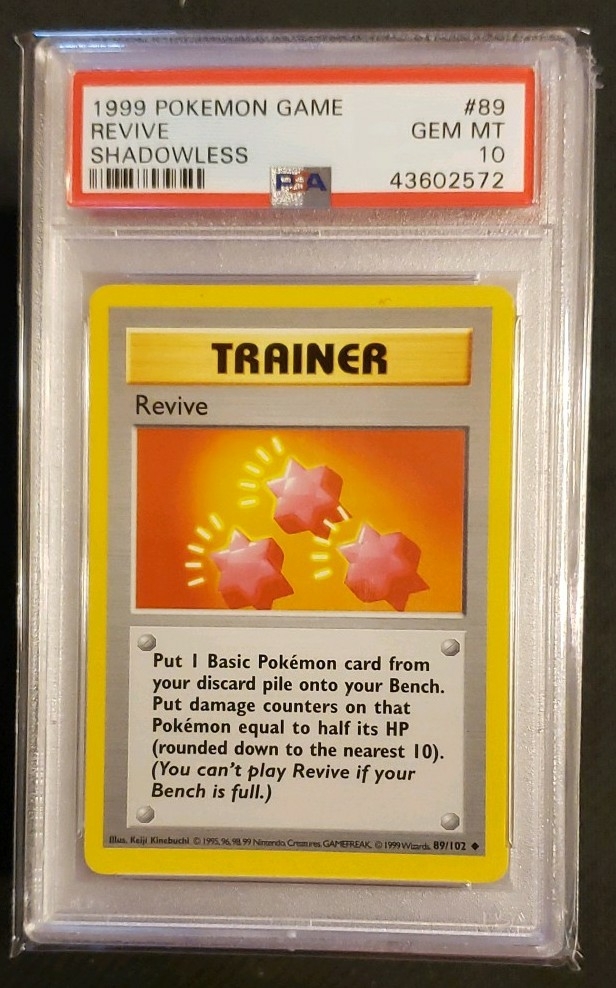 1999 POKEMON GAME #89
REVIVE GEM MT
SHADOWLESS 10
PSA 43602572
TRAINER
Revive
Put 1 Basic Pokémon card from
your discard pile onto your Bench.
Put damage counters on that
Pokémon equal to half its HP
(rounded down to the nearest 10).
(You can't play Revive if your
Bench is full.)
Illus. Keiji Kinebuchi © 1995, 96, 98, 99 Nintendo, Creatures, GAMEFREAK. © 1999 Wizards. 89/102 ◆